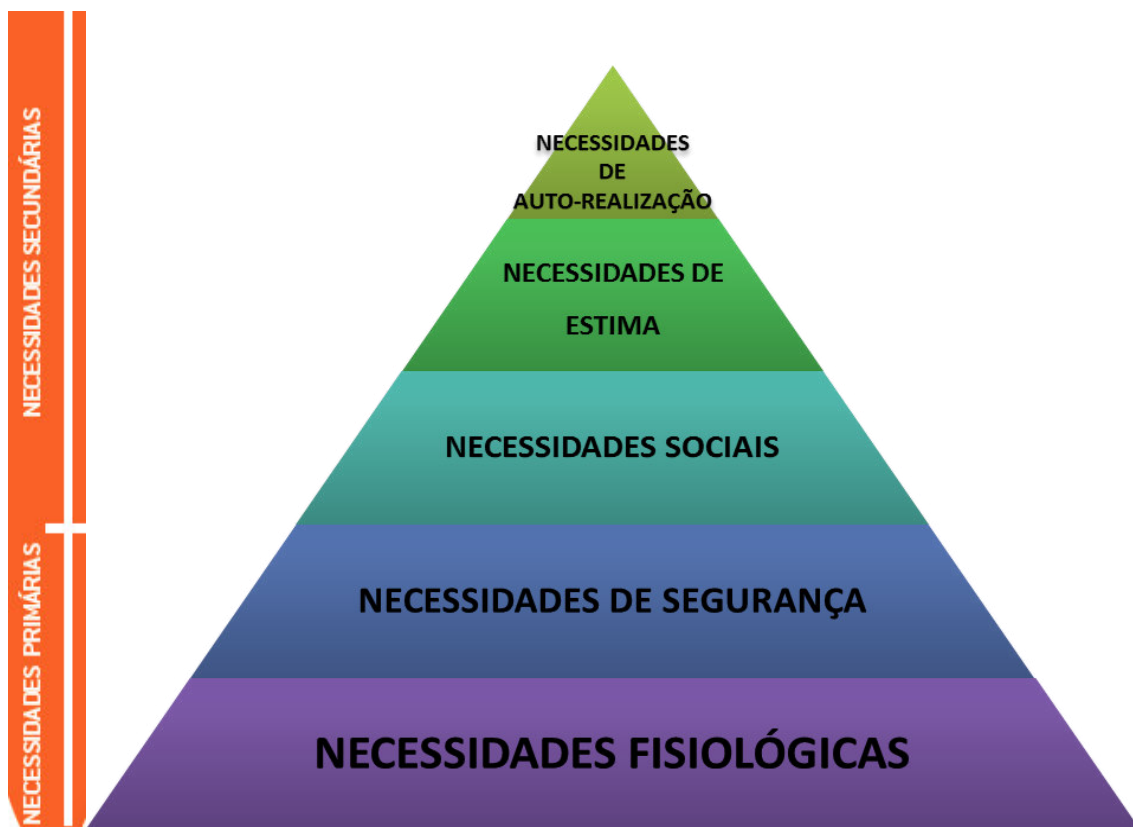 NECESSIDADES SECUNDÁRIAS
NECESSIDADES PRIMÁRIAS
NECESSIDADES
DE
AUTO-REALIZAÇÃO
NECESSIDADES DE
ESTIMA
NECESSIDADES SOCIAIS
NECESSIDADES DE SEGURANÇA
NECESSIDADES FISIOLÓGICAS